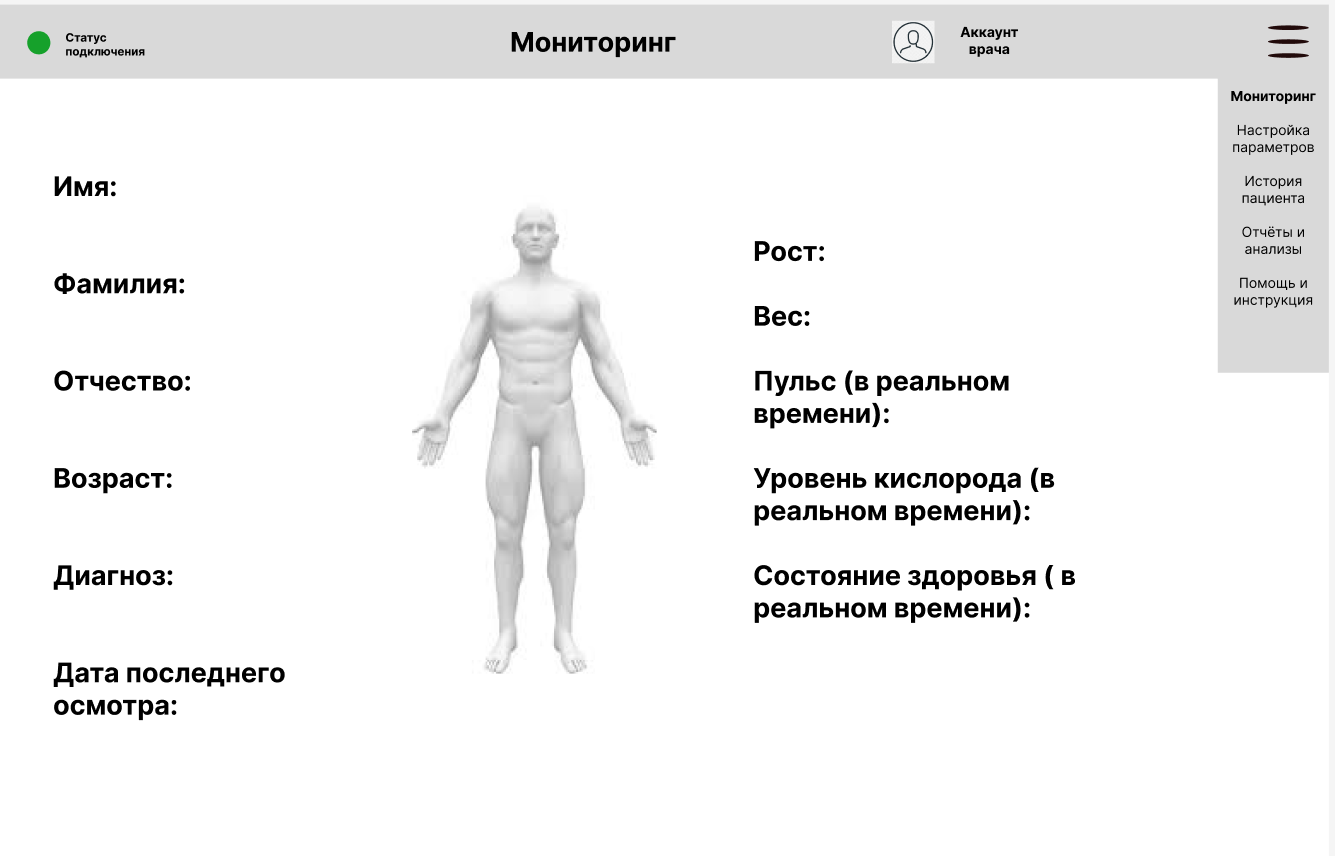 Статус
подключения
Мониторинг
Аккаунт
врача
Мониторинг
Настройка
параметров
История
пациента
Отчёты и
анализы
Помощь и
инструкция
Имя:
Фамилия:
Отчество:
Возраст:
Диагноз:
Дата последнего
осмотра:
Рост:
Вес:
Пульс (в реальном
времени):
Уровень кислорода (в
реальном времени):
Состояние здоровья ( в
реальном времени):